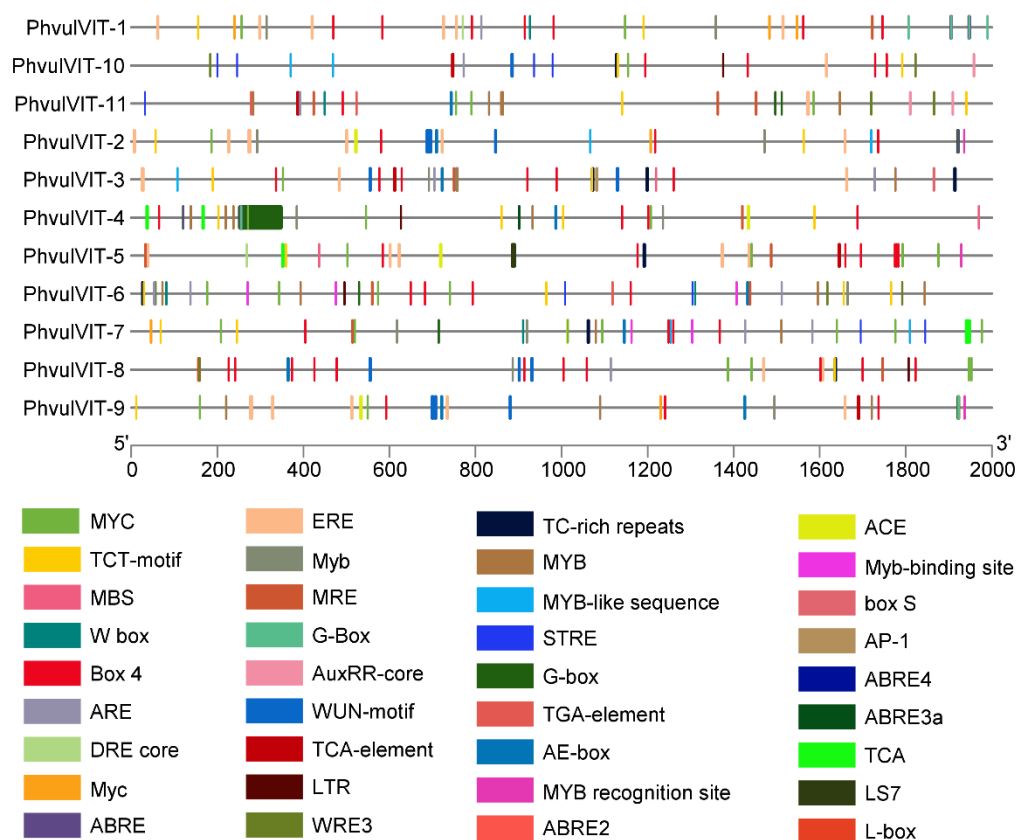 PhvulVIT-1
PhvulVIT-10
PhvulVIT-11
PhvulVIT-2
PhvulVIT-3
PhvulVIT-4
PhvulVIT-5
PhvulVIT-6
PhvulVIT-7
PhvulVIT-8
PhvulVIT-9
5' 3'
0 200 400 600 800 1000 1200 1400 1600 1800 2000
MYC
TCT-motif
MBS
W box
Box 4
ARE
DRE core
Myc
ABRE
ERE
Myb
MRE
G-Box
AuxRR-core
WUN-motif
TCA-element
LTR
WRE3
TC-rich repeats
MYB
MYB-like sequence
STRE
G-box
TGA-element
AE-box
MYB recognition site
ABRE2
ACE
Myb-binding site
box S
AP-1
ABRE4
ABRE3a
TCA
LS7
L-box